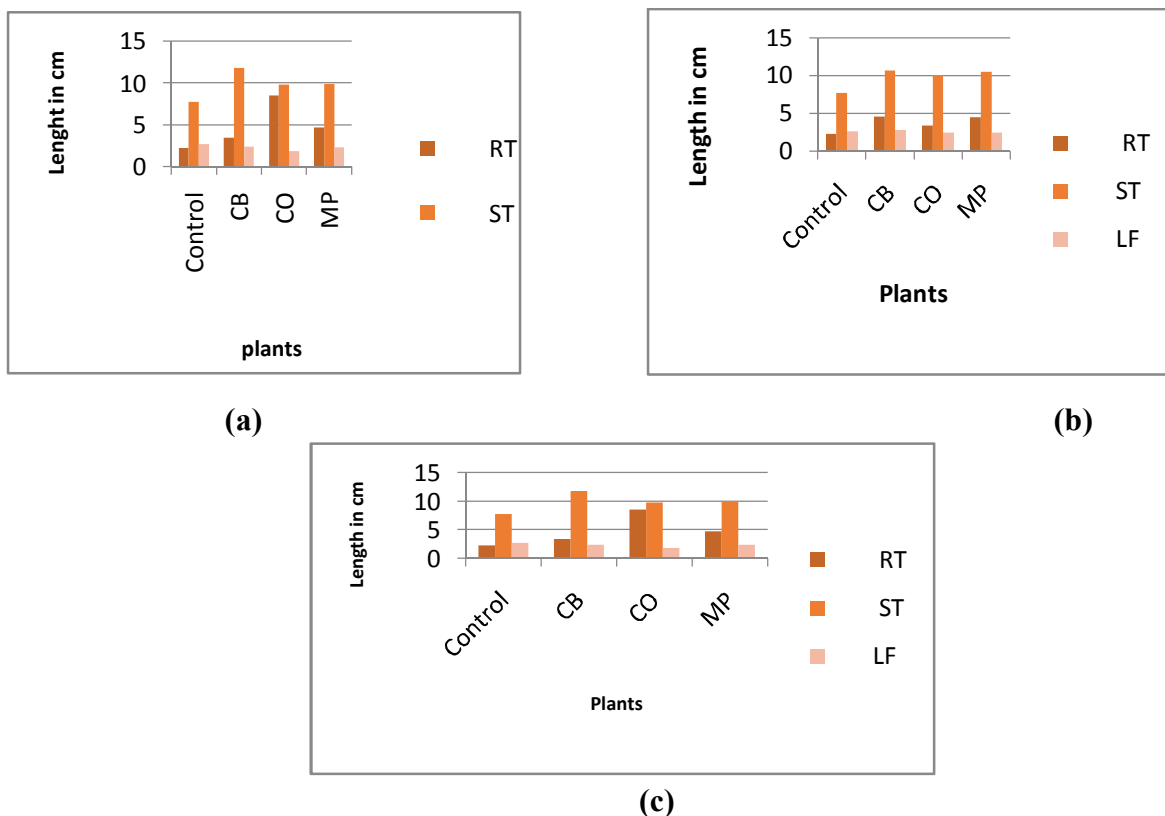 Lenght in cm
15
10
5
0
Control
CB
CO
MP
plants
RT
ST
(a)
Length in cm
15
10
5
0
Control
CB
CO
MP
Plants
RT
ST
LF
(b)
Length in cm
15
10
5
0
Control
CB
CO
MP
Plants
RT
ST
LF
(c)